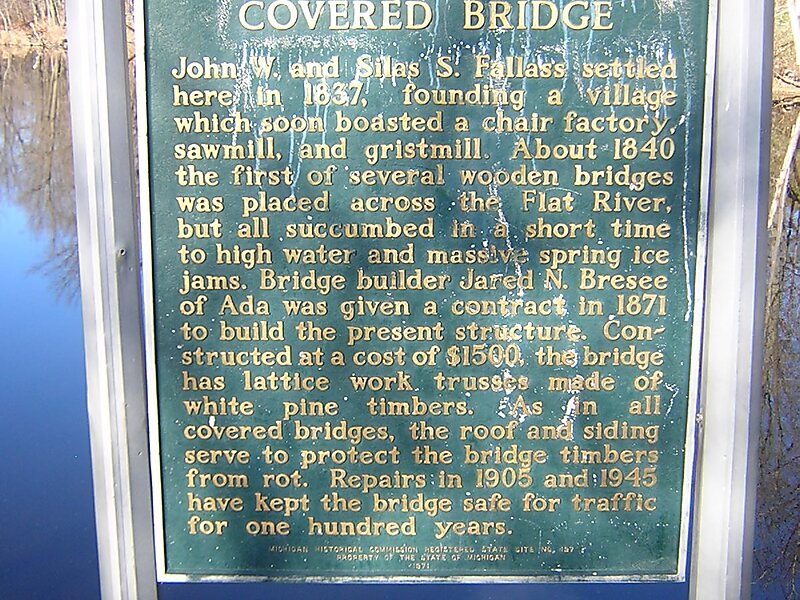 COVERED BRIDGE
John W. and Silas S. Fallass settled
here in 1837, founding a village
which soon boasted a chair factory,
sawmill, and gristmill. About 1840
the first of several wooden bridges
was placed across the Flat River,
but all succumbed in a short time
to high water and massive spring ice
jams. Bridge builder Jared N. Bresee
of Ada was given a contract in 1871
to build the present structure. Con-
structed at a cost of $1500, the bridge
has lattice work trusses made of
white pine timbers. As in all
covered bridges, the roof and siding
serve to protect the bridge timbers
from rot. Repairs in 1905 and 1945
have kept the bridge safe for traffic
for one hundred years.
MICHIGAN HISTORICAL COMMISSION REGISTERED STATE SITE NO.
PROPERTY OF THE STATE OF MICHIGAN
1971